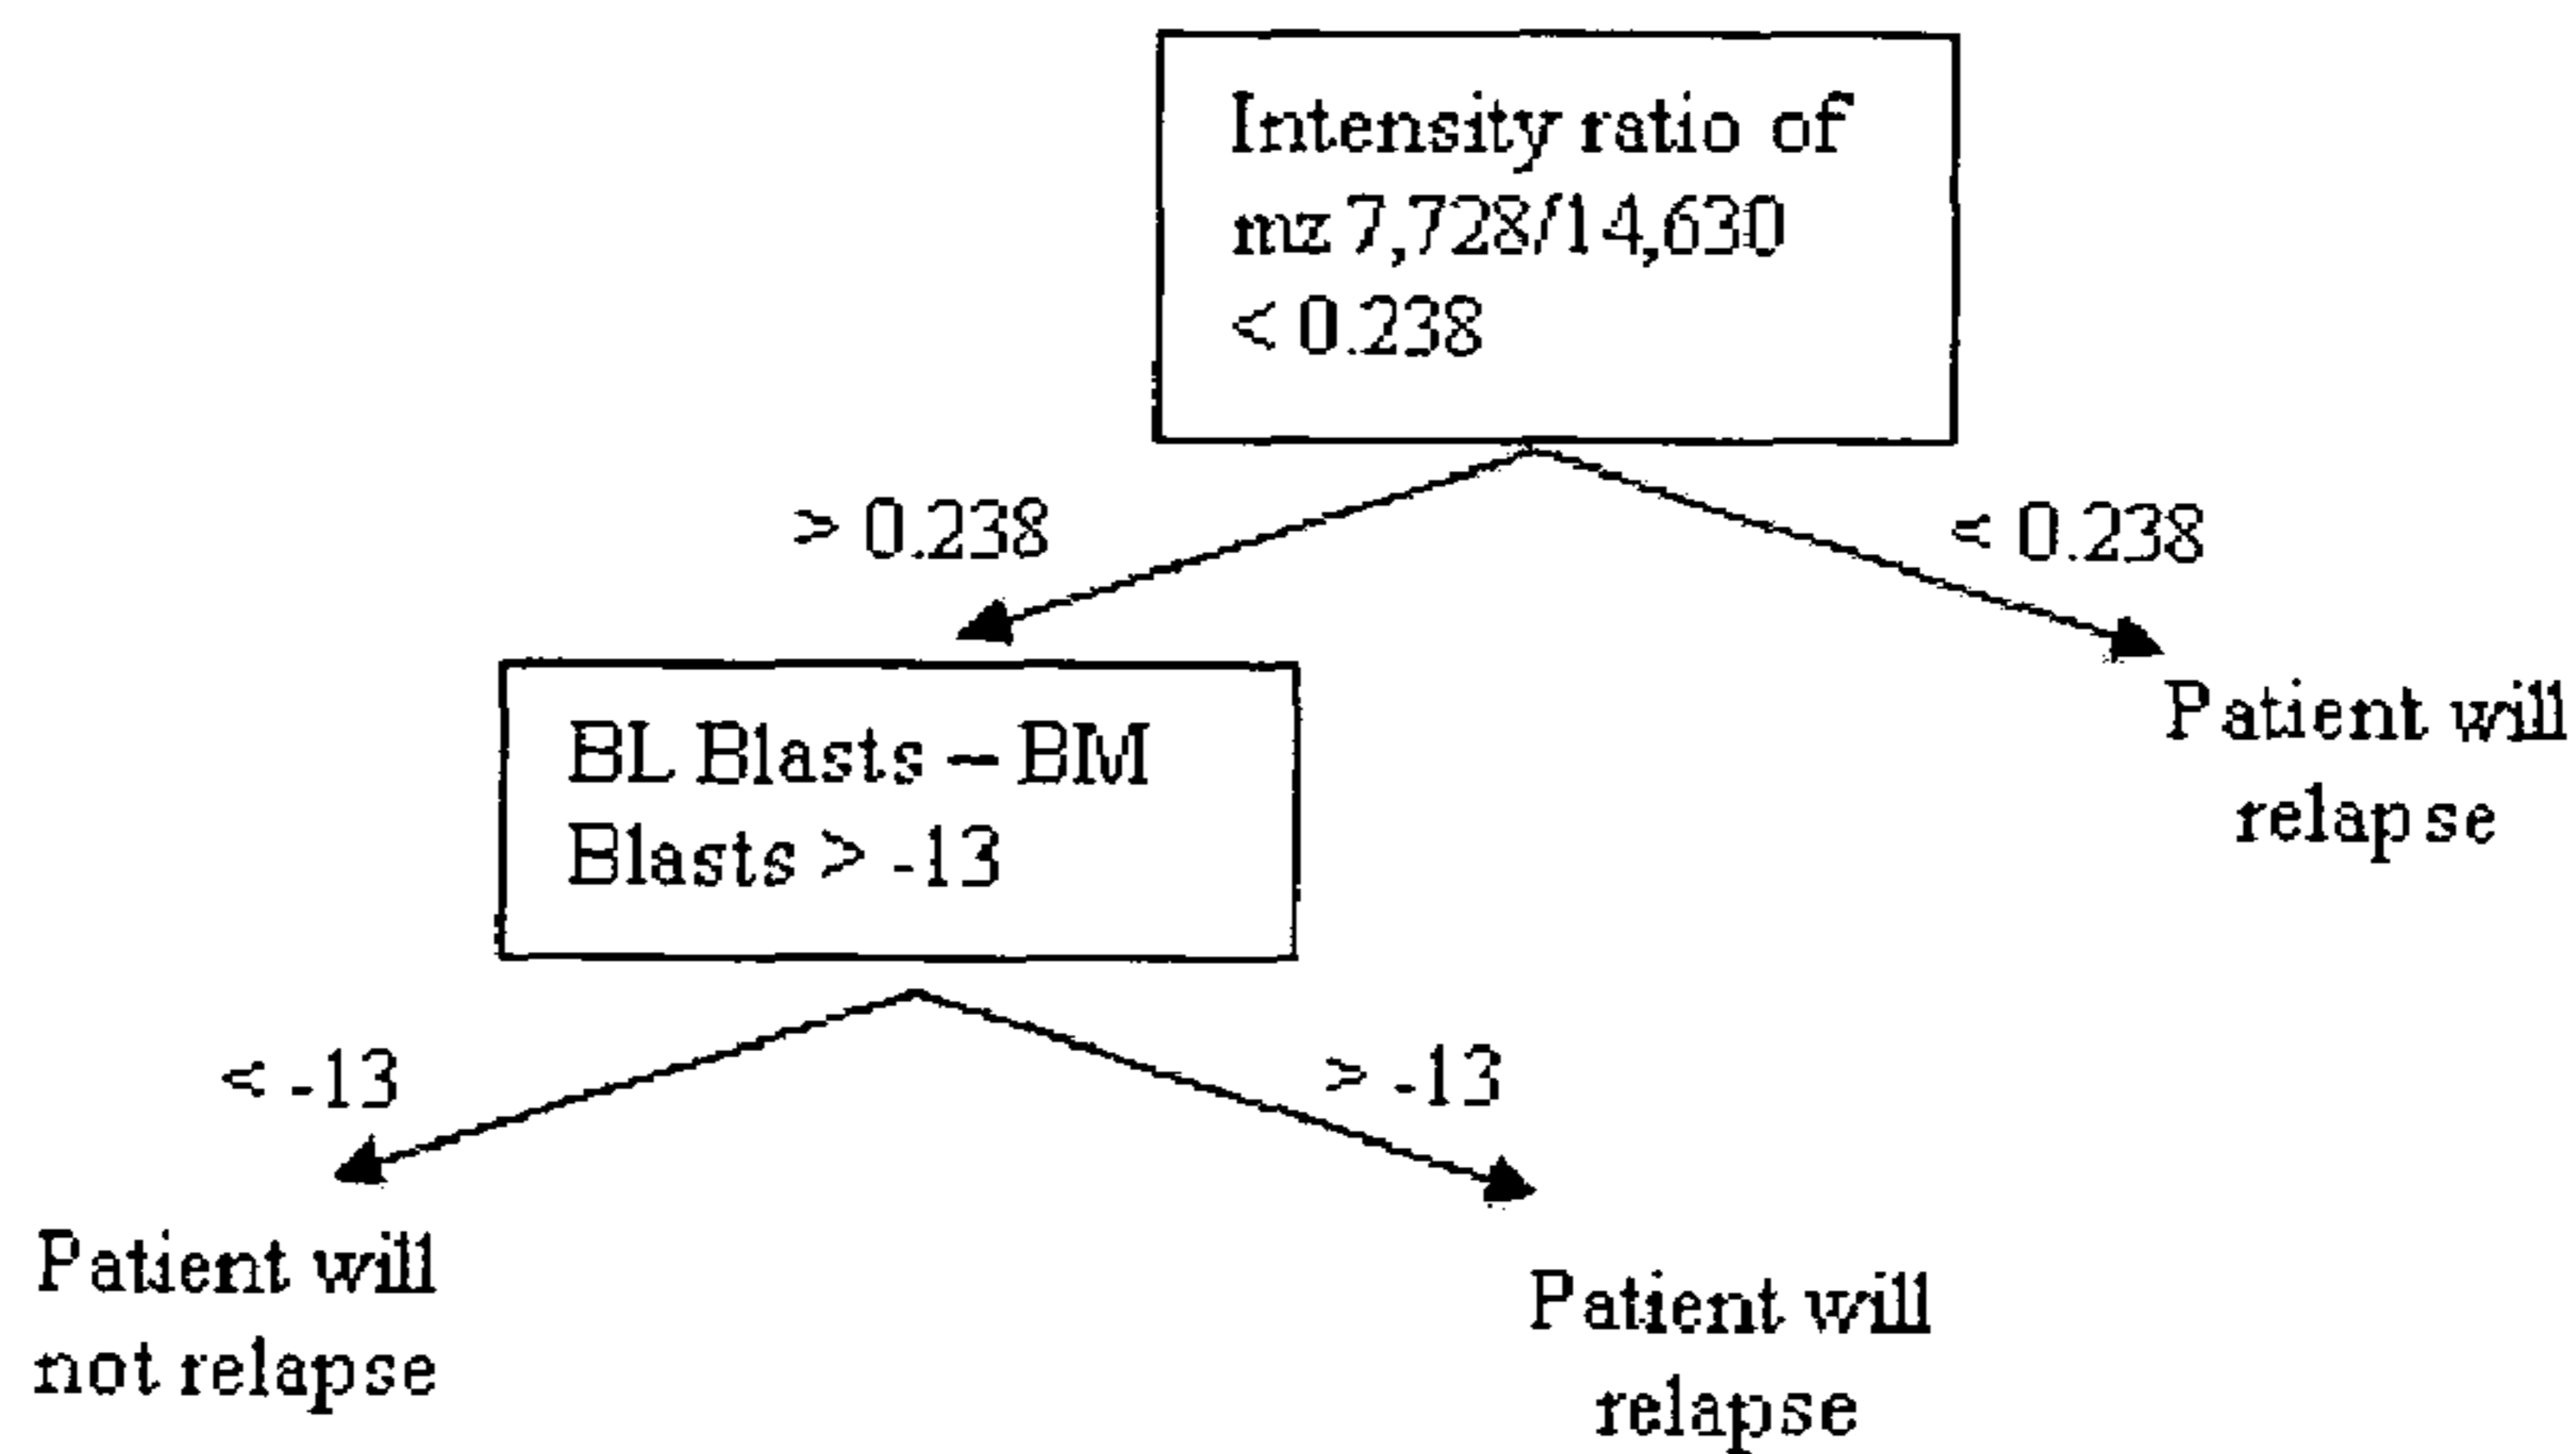 Intensity ratio of
mz 7,728/14,630
< 0.238
> 0.238
< 0.238
BL Blasts – BM
Blasts > -13
Patient will
relapse
< -13
> -13
Patient will
not relapse
Patient will
relapse